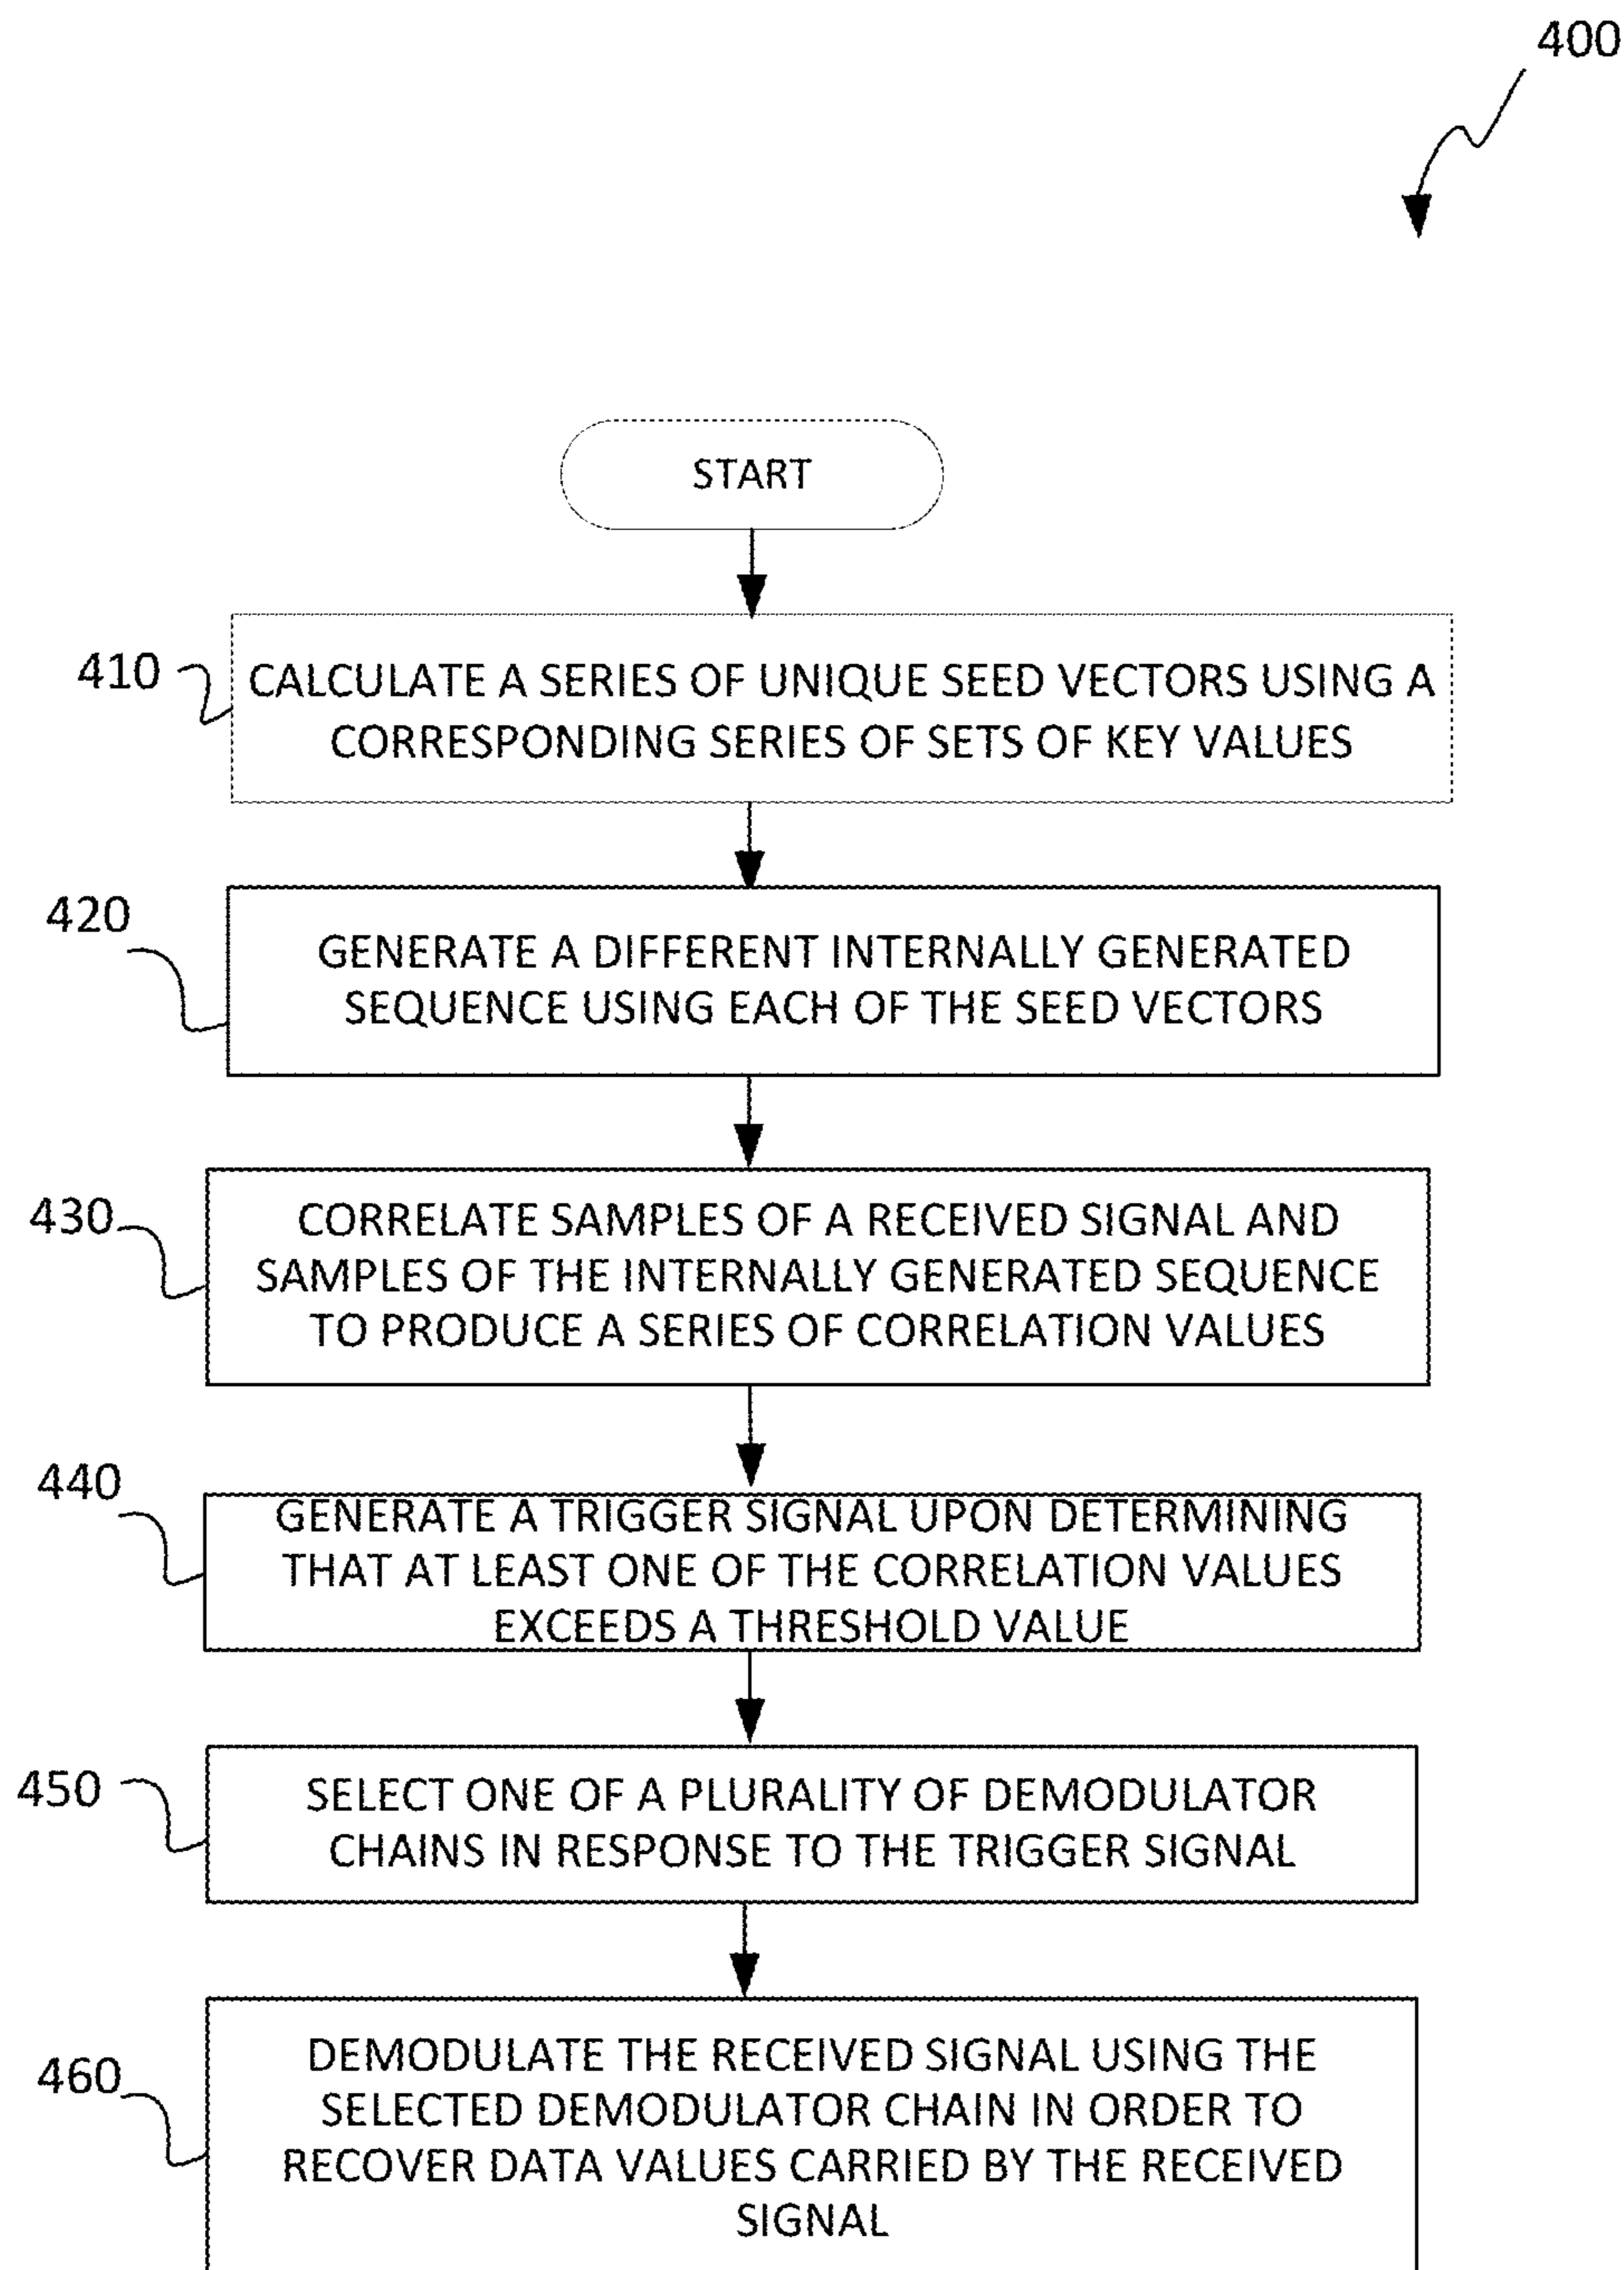 400
START
410
CALCULATE A SERIES OF UNIQUE SEED VECTORS USING A
CORRESPONDING SERIES OF SETS OF KEY VALUES
420
GENERATE A DIFFERENT INTERNALLY GENERATED
SEQUENCE USING EACH OF THE SEED VECTORS
430
CORRELATE SAMPLES OF A RECEIVED SIGNAL AND
SAMPLES OF THE INTERNALLY GENERATED SEQUENCE
TO PRODUCE A SERIES OF CORRELATION VALUES
440
GENERATE A TRIGGER SIGNAL UPON DETERMINING
THAT AT LEAST ONE OF THE CORRELATION VALUES
EXCEEDS A THRESHOLD VALUE
450
SELECT ONE OF A PLURALITY OF DEMODULATOR
CHAINS IN RESPONSE TO THE TRIGGER SIGNAL
460
DEMODULATE THE RECEIVED SIGNAL USING THE
SELECTED DEMODULATOR CHAIN IN ORDER TO
RECOVER DATA VALUES CARRIED BY THE RECEIVED
SIGNAL